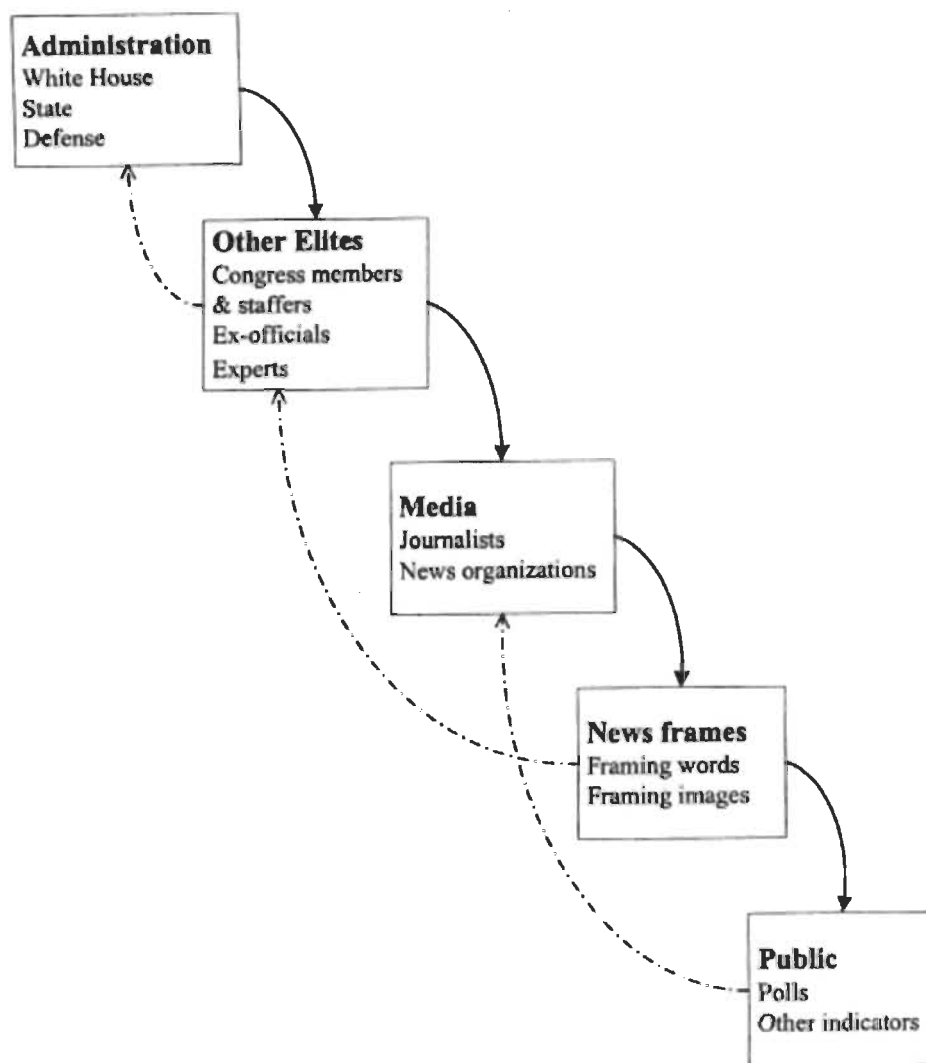 Administration
White House
State
Defense
Other Elites
Congress members
& staffers
Ex-officials
Experts
Media
Journalists
News organizations
News frames
Framing words
Framing images
Public
Polls
Other indicators